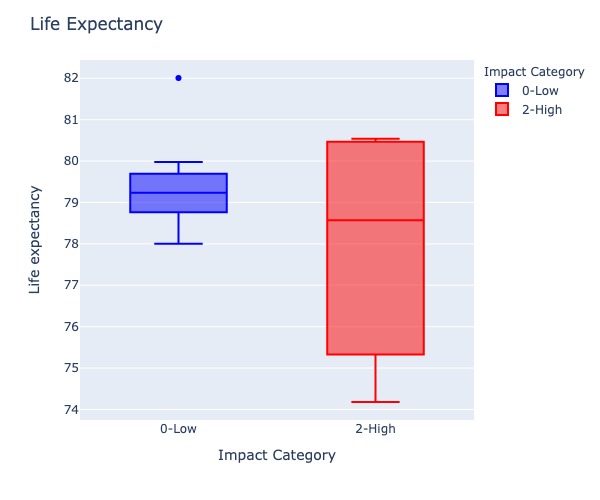 Life Expectancy
Impact Category
0-Low
2-High
82
81
80
79
78
77
76
75
74
Life expectancy
0-Low
2-High
Impact Category